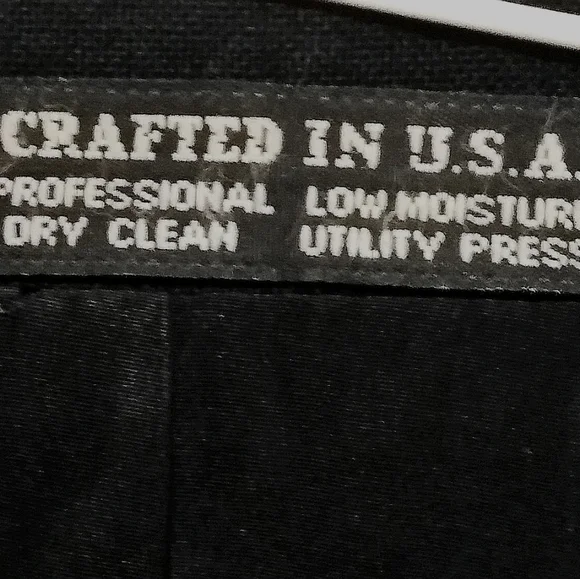 CRAFTED IN U.S.A.
PROFESSIONAL LOW MOISTURE
DRY CLEAN UTILITY PRESS